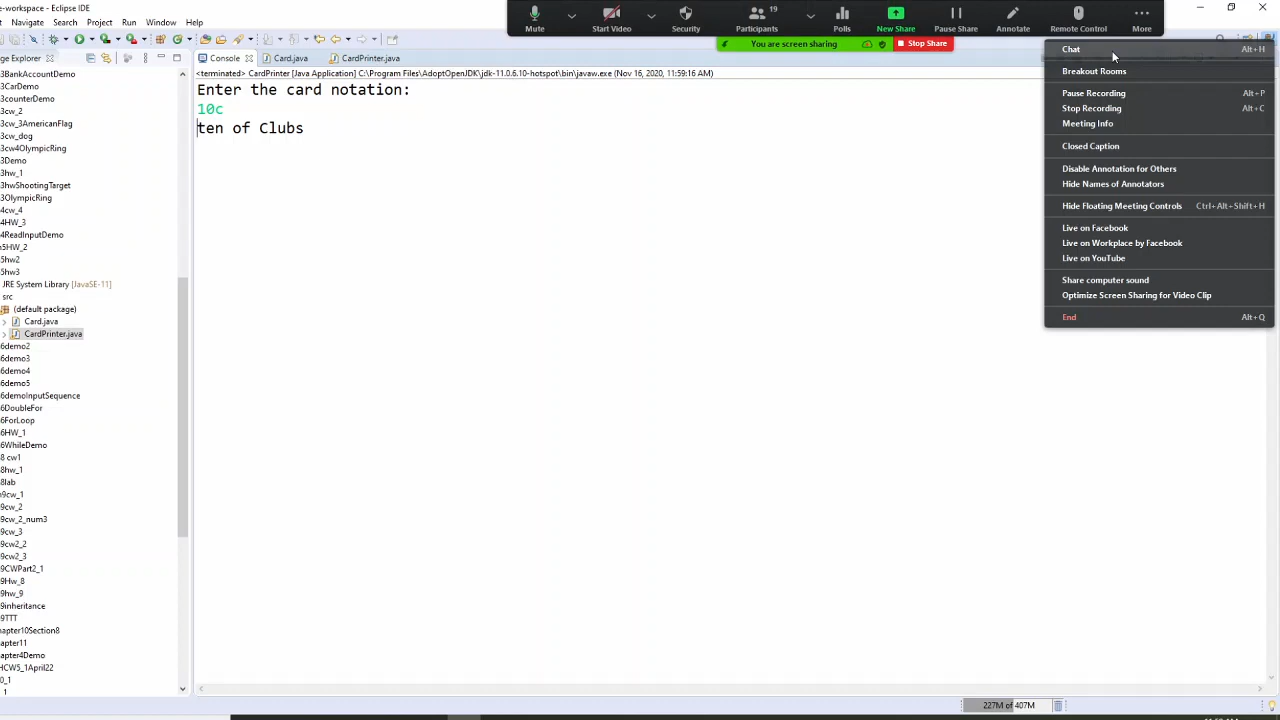 e-workspace - Eclipse IDE
Navigate Search Project Run Window Help
Mute
Start Video
Security
Participants 19
Polls
New Share
Pause Share
Annotate
Remote Control
More
You are screen sharing
Stop Share
ge Explorer
3BankAccountDemo
3CarDemo
3counterDemo
3cw_2
3cw_3AmericanFlag
3cw_dog
3cw4OlympicRing
3Demo
3hw_1
3hwShootingTarget
3OlympicRing
4cw_4
4HW_3
4ReadInputDemo
a5HW_2
5hw2
5hw3
JRE System Library [JavaSE-11]
src
(default package)
Card.java
CardPrinter.java
6demo2
6demo3
6demo4
6demo5
6demoInputSequence
6DoubleFor
6ForLoop
6HW_1
6WhileDemo
8 cw1
8hw_1
8lab
n9cw_1
9cw_2
9cw_2_num3
9cw_3
9cw2_2
9cw2_3
9CWPart2_1
9Hw_8
9hw_9
9inheritance
9TTT
hapter10Section8
hapter11
hapter4Demo
HCW5_1April22
0_1
1
Console
Card.java
CardPrinter.java
<terminated> CardPrinter [Java Application] C:\Program Files\AdoptOpenJDK\jdk-11.0.6.10-hotspot\bin\javaw.exe (Nov 16, 2020, 11:59:16 AM)
Enter the card notation:
10c
ten of Clubs
Chat Alt+H
Breakout Rooms
Pause Recording Alt+P
Stop Recording Alt+C
Meeting Info
Closed Caption
Disable Annotation for Others
Hide Names of Annotators
Hide Floating Meeting Controls Ctrl+Alt+Shift+H
Live on Facebook
Live on Workplace by Facebook
Live on YouTube
Share computer sound
Optimize Screen Sharing for Video Clip
End Alt+Q
227M of 407M